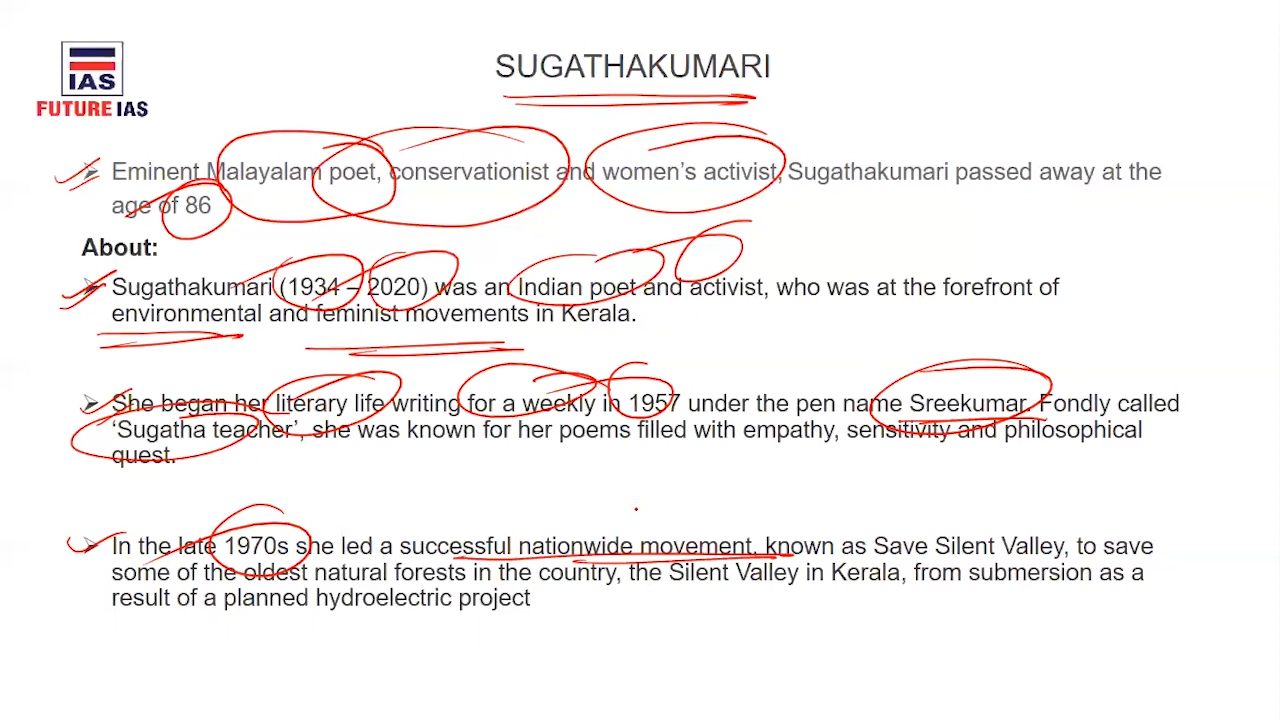 IAS
FUTURE IAS
SUGATHAKUMARI
Eminent Malayalam poet, conservationist and women's activist, Sugathakumari passed away at the
age of 86
About:
Sugathakumari (1934 – 2020) was an Indian poet and activist, who was at the forefront of
environmental and feminist movements in Kerala.
She began her literary life writing for a weekly in 1957 under the pen name Sreekumar. Fondly called
'Sugatha teacher', she was known for her poems filled with empathy, sensitivity and philosophical
quest.
In the late 1970s she led a successful nationwide movement, known as Save Silent Valley, to save
some of the oldest natural forests in the country, the Silent Valley in Kerala, from submersion as a
result of a planned hydroelectric project